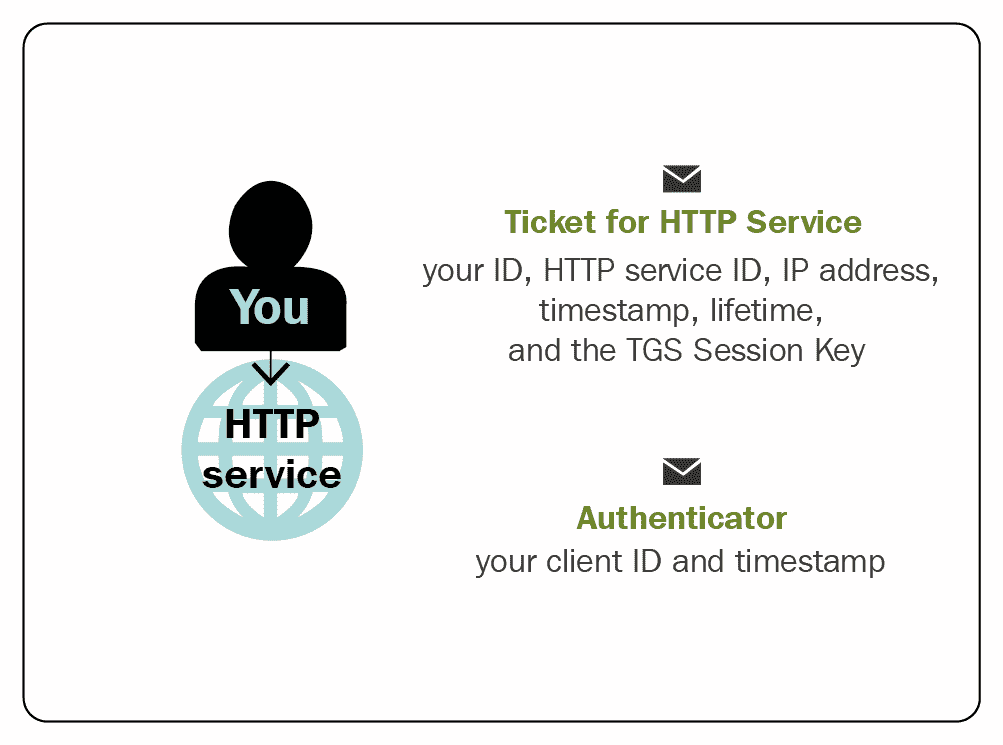 You
HTTP
service
Ticket for HTTP Service
your ID, HTTP service ID, IP address,
timestamp, lifetime,
and the TGS Session Key
Authenticator
your client ID and timestamp